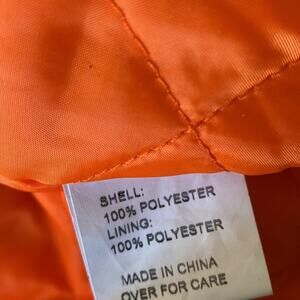 SHELL:
100% POLYESTER
LINING:
100% POLYESTER
MADE IN CHINA
OVER FOR CARE